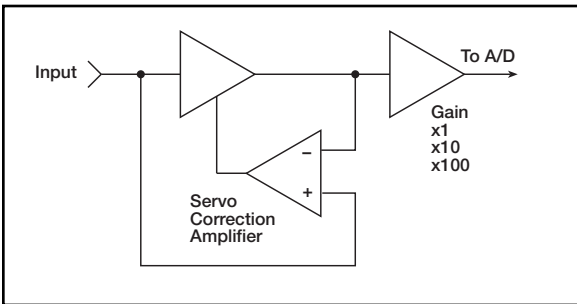 Input
To A/D
Gain
x1
x10
x100
–
+
Servo
Correction
Amplifier